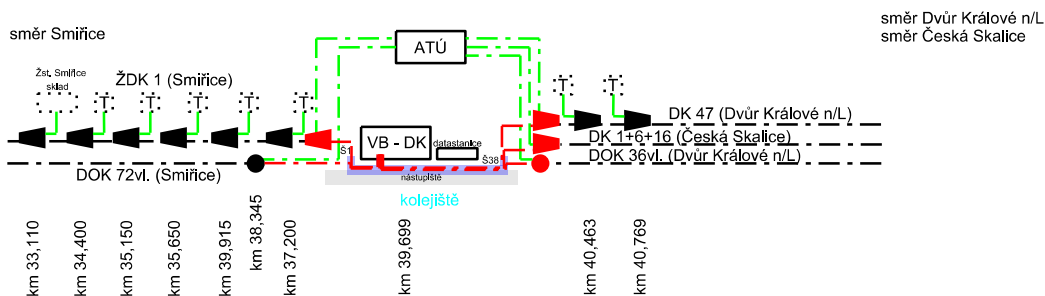 směr Smiřice
směr Dvůr Králové n/L
směr Česká Skalice
ATÚ
Žst. Smiřice
sklad
ŽDK 1 (Smiřice)
T
T
T
T
T
T
T
DK 47 (Dvůr Králové n/L)
DK 1+6+16 (Česká Skalice)
DOK 36vl. (Dvůr Králové n/L)
VB - DK
datastanice
Š1
Š38
DOK 72vl. (Smiřice)
nástupiště
kolejiště
km 33,110
km 34,400
km 35,150
km 35,650
km 39,915
km 38,345
km 37,200
km 39,699
km 40,463
km 40,769